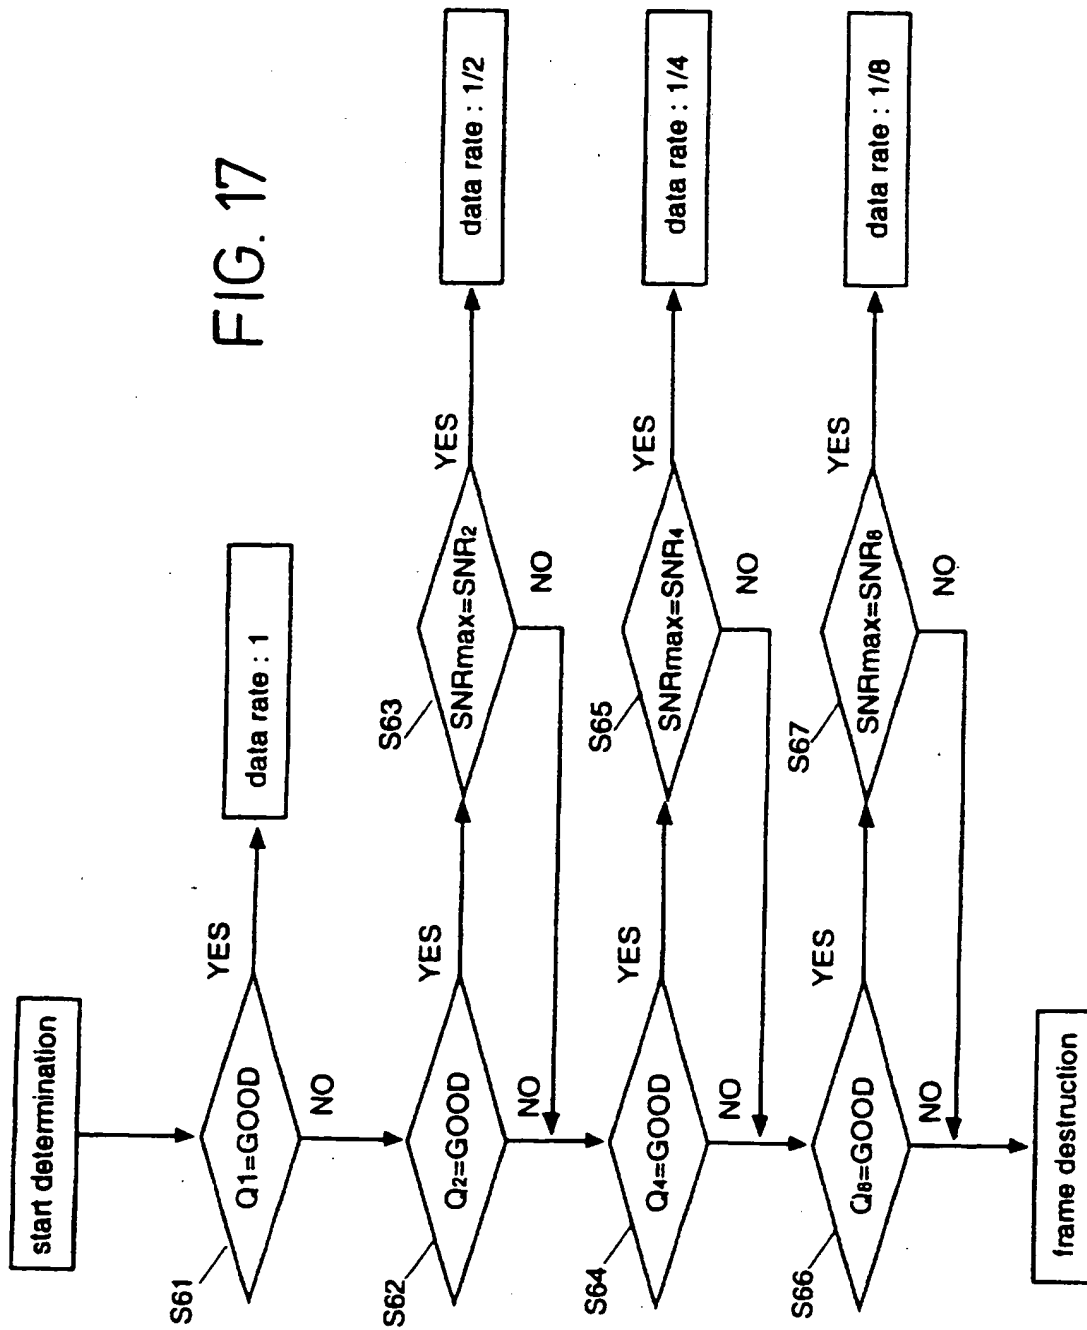 FIG. 17
start determination
S61
Q1=GOOD
YES
data rate : 1
NO
S62
Q2=GOOD
YES
S63
SNRmax=SNR2
YES
data rate : 1/2
NO
NO
S64
Q4=GOOD
YES
S65
SNRmax=SNR4
YES
data rate : 1/4
NO
NO
S66
Q8=GOOD
YES
S67
SNRmax=SNR8
YES
data rate : 1/8
NO
NO
frame destruction